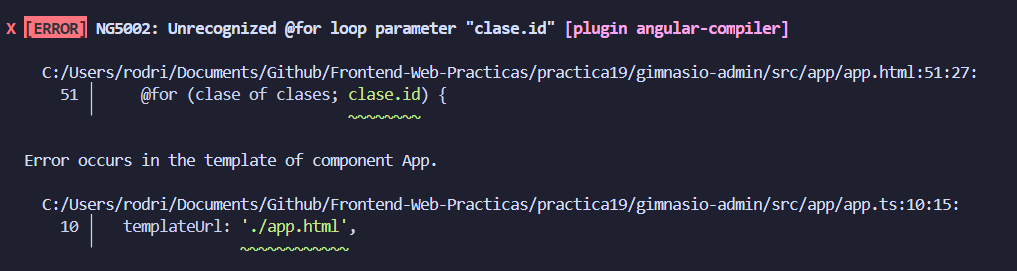 X [ERROR] NG5002: Unrecognized @for loop parameter "clase.id" [plugin angular-compiler]
C:/Users/rodri/Documents/Github/Frontend-Web-Practicas/practica19/gimnasio-admin/src/app/app.html:51:27:
51 │ @for (clase of clases; clase.id) {
~~~~~~~~
Error occurs in the template of component App.
C:/Users/rodri/Documents/Github/Frontend-Web-Practicas/practica19/gimnasio-admin/src/app/app.ts:10:15:
10 │ templateUrl: './app.html',
~~~~~~~~~~~~